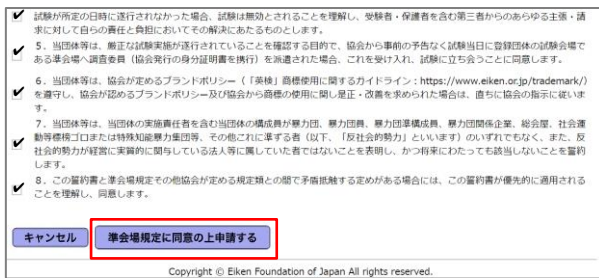 試験が所定の日時に遂行されなかった場合、試験は無効とされることを理解し、受験者・保護者を含む第三者からのあらゆる主張・請
求に対して自らの責任と負担においてその解決にあたるものとします。
５．当団体等は、厳正な試験実施が遂行されていることを確認する目的で、協会から事前の予告なく試験当日に登録団体の試験会場で
ある準会場へ調査委員（協会発行の身分証明書を携行）を派遣された場合、これを受け入れ、試験に立ち会うことに同意します。
６．当団体等は、協会が定めるブランドポリシー（「英検」商標使用に関するガイドライン：https://www.eiken.or.jp/trademark/）
を遵守し、協会が認めるブランドポリシー及び協会から商標の使用に関し是正・改善を求められた場合は、直ちに協会の指示に従いま
す。
７．当団体等は、当団体の実施責任者を含む当団体の構成員が暴力団、暴力団員、暴力団準構成員、暴力団関係企業、総会屋、社会運
動等標榜ゴロまたは特殊知能暴力集団等、その他これに準ずる者（以下、「反社会的勢力」といいます）のいずれでもなく、また、反
社会的勢力が経営に実質的に関与している法人等に属していた者ではないことを表明し、かつ将来にわたっても該当しないことを誓約
します。
８．この誓約書と準会場規定その他協会が定める規定類との間で矛盾抵触する定めがある場合には、この誓約書が優先的に適用される
ことを理解し、同意します。
キャンセル 準会場規定に同意の上申請する
Copyright © Eiken Foundation of Japan All rights reserved.